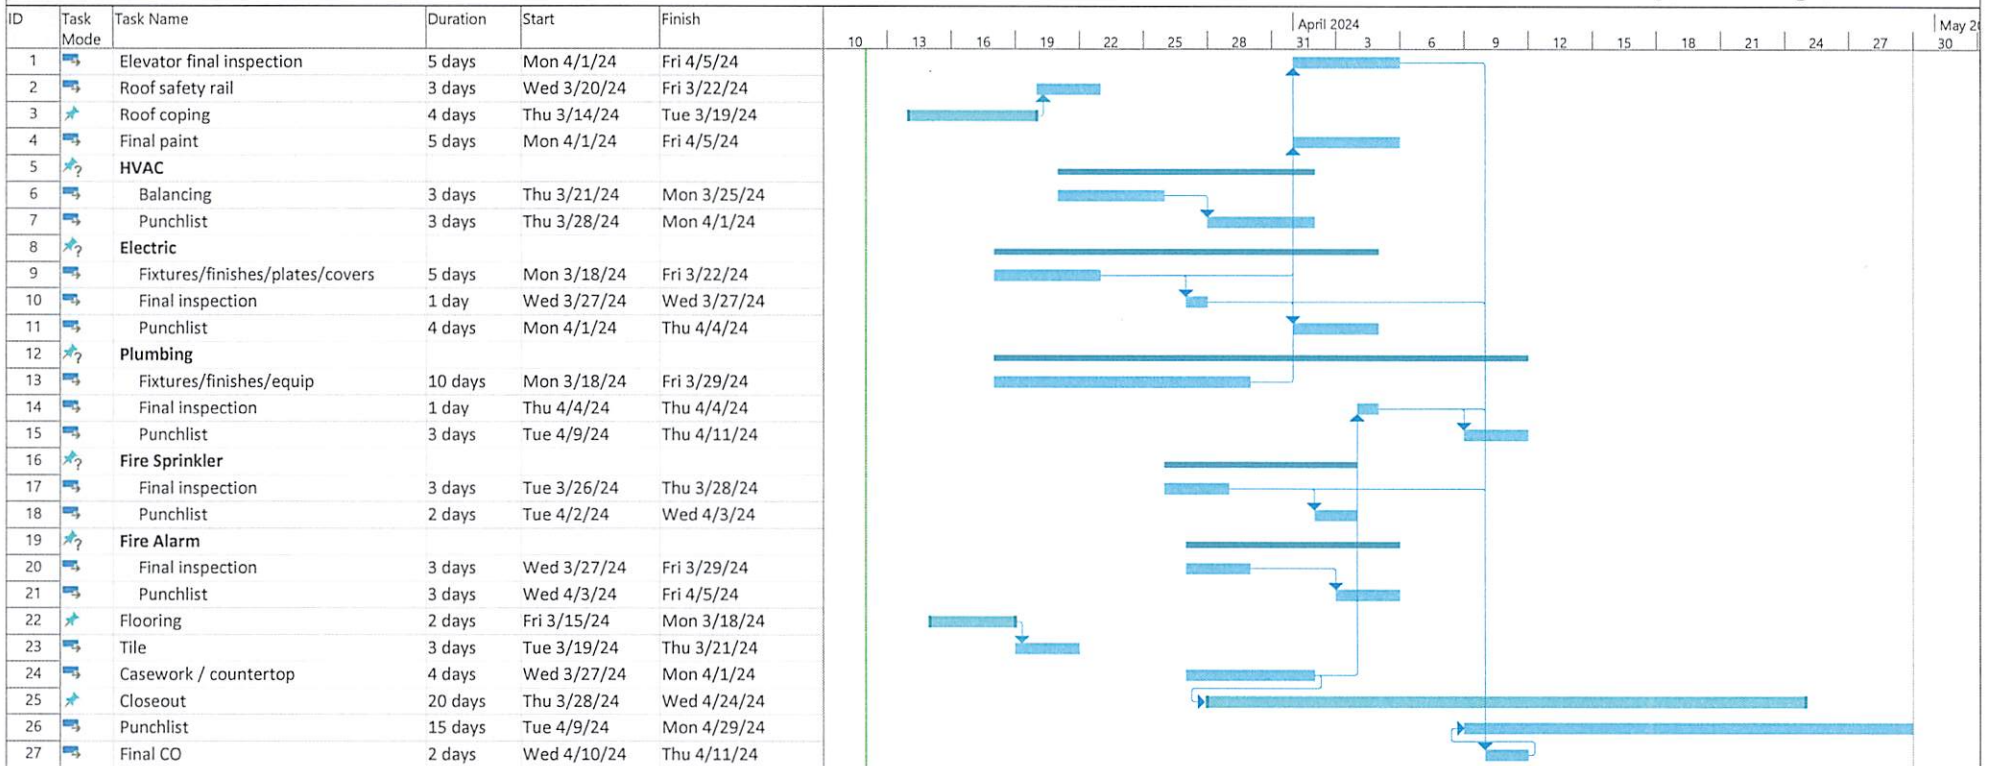 ID Task Mode Task Name Duration Start Finish
April 2024 May 20
10 13 16 19 22 25 28 31 3 6 9 12 15 18 21 24 27 30
1 Elevator final inspection 5 days Mon 4/1/24 Fri 4/5/24
2 Roof safety rail 3 days Wed 3/20/24 Fri 3/22/24
3 Roof coping 4 days Thu 3/14/24 Tue 3/19/24
4 Final paint 5 days Mon 4/1/24 Fri 4/5/24
5 ? HVAC
6 Balancing 3 days Thu 3/21/24 Mon 3/25/24
7 Punchlist 3 days Thu 3/28/24 Mon 4/1/24
8 ? Electric
9 Fixtures/finishes/plates/covers 5 days Mon 3/18/24 Fri 3/22/24
10 Final inspection 1 day Wed 3/27/24 Wed 3/27/24
11 Punchlist 4 days Mon 4/1/24 Thu 4/4/24
12 ? Plumbing
13 Fixtures/finishes/equip 10 days Mon 3/18/24 Fri 3/29/24
14 Final inspection 1 day Thu 4/4/24 Thu 4/4/24
15 Punchlist 3 days Tue 4/9/24 Thu 4/11/24
16 ? Fire Sprinkler
17 Final inspection 3 days Tue 3/26/24 Thu 3/28/24
18 Punchlist 2 days Tue 4/2/24 Wed 4/3/24
19 ? Fire Alarm
20 Final inspection 3 days Wed 3/27/24 Fri 3/29/24
21 Punchlist 3 days Wed 4/3/24 Fri 4/5/24
22 Flooring 2 days Fri 3/15/24 Mon 3/18/24
23 Tile 3 days Tue 3/19/24 Thu 3/21/24
24 Casework / countertop 4 days Wed 3/27/24 Mon 4/1/24
25 Closeout 20 days Thu 3/28/24 Wed 4/24/24
26 Punchlist 15 days Tue 4/9/24 Mon 4/29/24
27 Final CO 2 days Wed 4/10/24 Thu 4/11/24